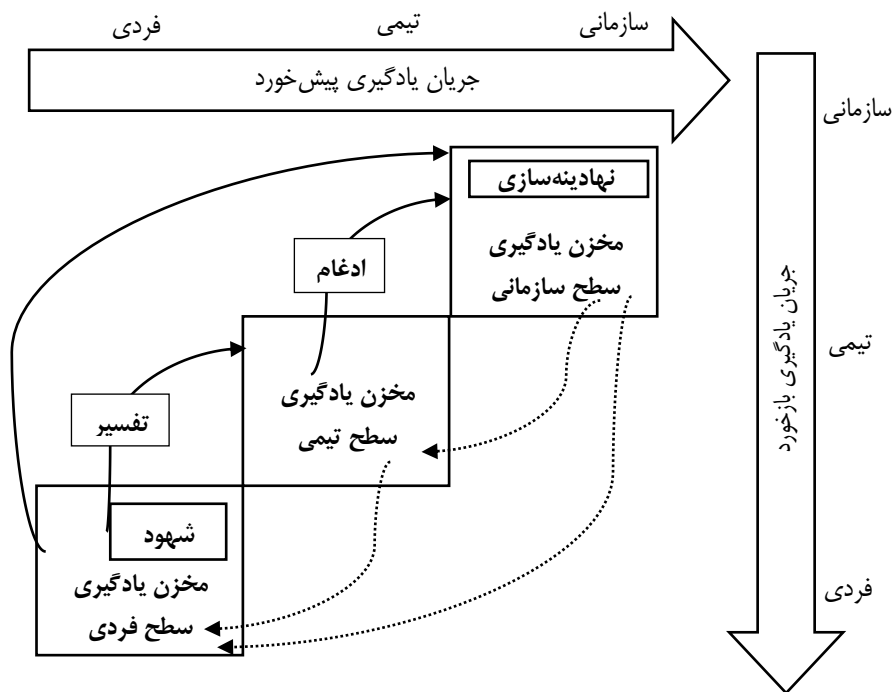 سازمانی
تیمی
فردی
جریان یادگیری پیش‌خورد
سازمانی
تیمی
فردی
جریان یادگیری بازخورد
نهادینه‌سازی
مخزن یادگیری
سطح سازمانی
ادغام
مخزن یادگیری
سطح تیمی
تفسیر
شهود
مخزن یادگیری
سطح فردی